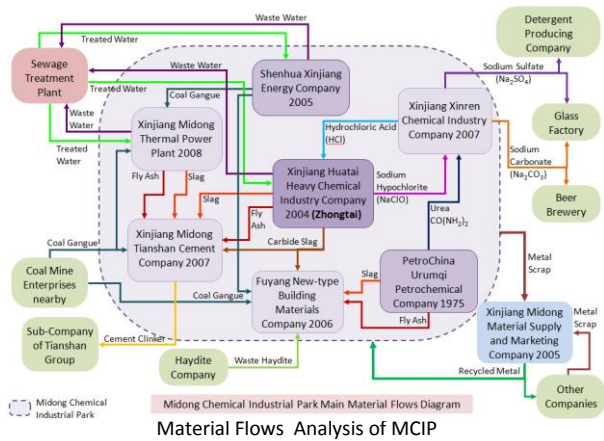 Waste Water
Treated Water
Sewage
Treatment
Plant
Waste Water
Treated Water
Waste
Water
Treated
Water
Shenhua Xinjiang
Energy Company
2005
Coal Gangue
Xinjiang Midong
Thermal Power
Plant 2008
Fly Ash
Slag
Slag
Fly
Ash
Xinjiang Huatai
Heavy Chemical
Industry Company
2004 (Zhongtai)
Hydrochloric Acid
(HCl)
Sodium
Hypochlorite
(NaClO)
Xinjiang Xinren
Chemical Industry
Company 2007
Detergent
Producing
Company
Sodium Sulfate
(Na₂SO₄)
Glass
Factory
Sodium
Carbonate
(Na₂CO₃)
Beer
Brewery
Urea
CO(NH₂)₂
Coal Gangue
Xinjiang Midong
Tianshan Cement
Company 2007
Carbide Slag
Coal Mine
Enterprises
nearby
Coal Gangue
Fuyang New-type
Building
Materials
Company 2006
Slag
Fly Ash
PetroChina
Urumqi
Petrochemical
Company 1975
Metal
Scrap
Xinjiang Midong
Material Supply
and Marketing
Company 2005
Metal
Scrap
Sub-Company
of Tianshan
Group
Cement Clinker
Haydite
Company
Waste Haydite
Recycled Metal
Other
Companies
Midong Chemical
Industrial Park
Midong Chemical Industrial Park Main Material Flows Diagram
Material Flows Analysis of MCIP